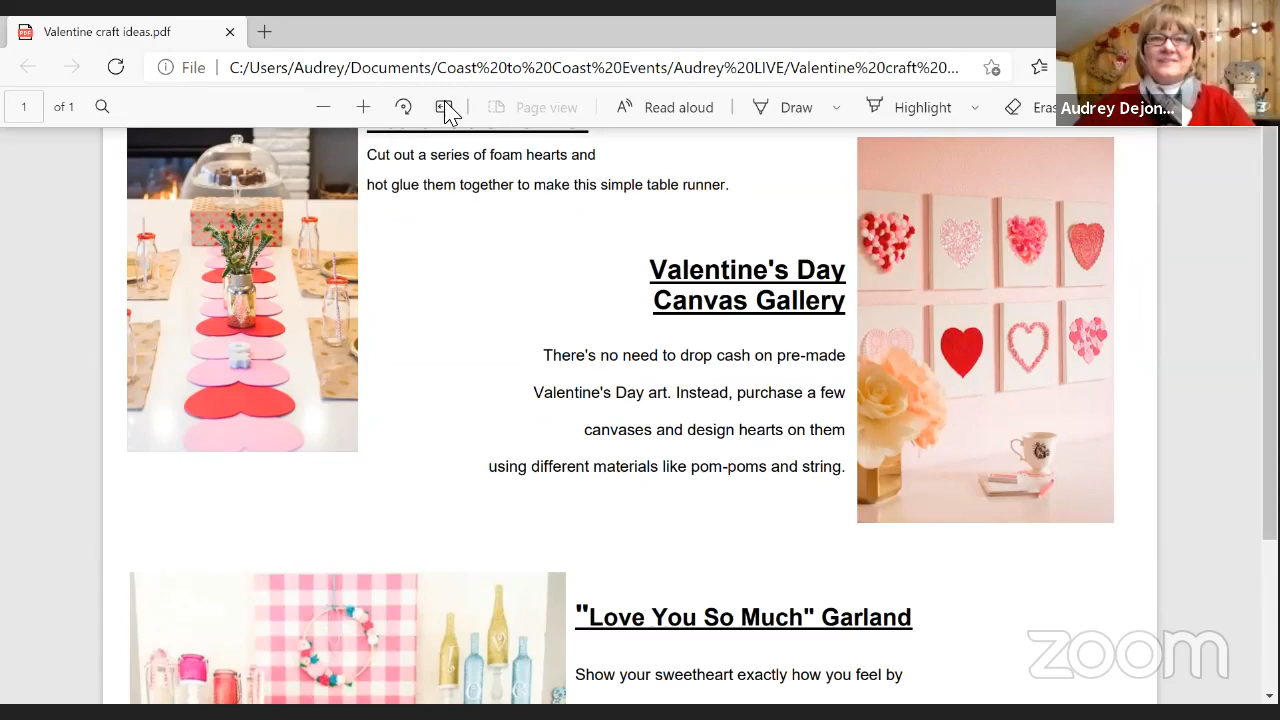 Valentine craft ideas.pdf
File
C:/Users/Audrey/Documents/Coast%20to%20Coast%20Events/Audrey%20LIVE/Valentine%20craft%20...
1 of 1
Page view
Read aloud
Draw
Highlight
Eras
Audrey Dejon...
Cut out a series of foam hearts and
hot glue them together to make this simple table runner.
Valentine's Day
Canvas Gallery
There's no need to drop cash on pre-made
Valentine's Day art. Instead, purchase a few
canvases and design hearts on them
using different materials like pom-poms and string.
"Love You So Much" Garland
Show your sweetheart exactly how you feel by
zoom